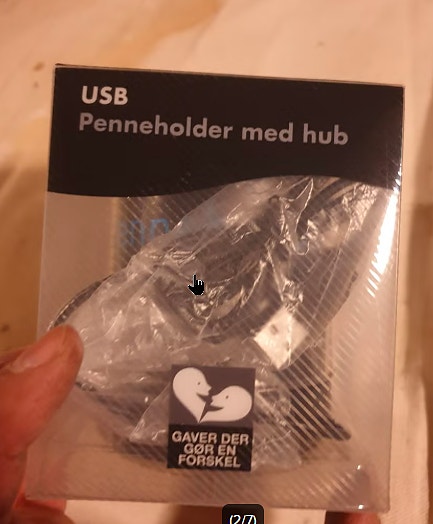 USB
Penneholder med hub
GAVER DER
GØR EN
FORSKEL
(2/7)